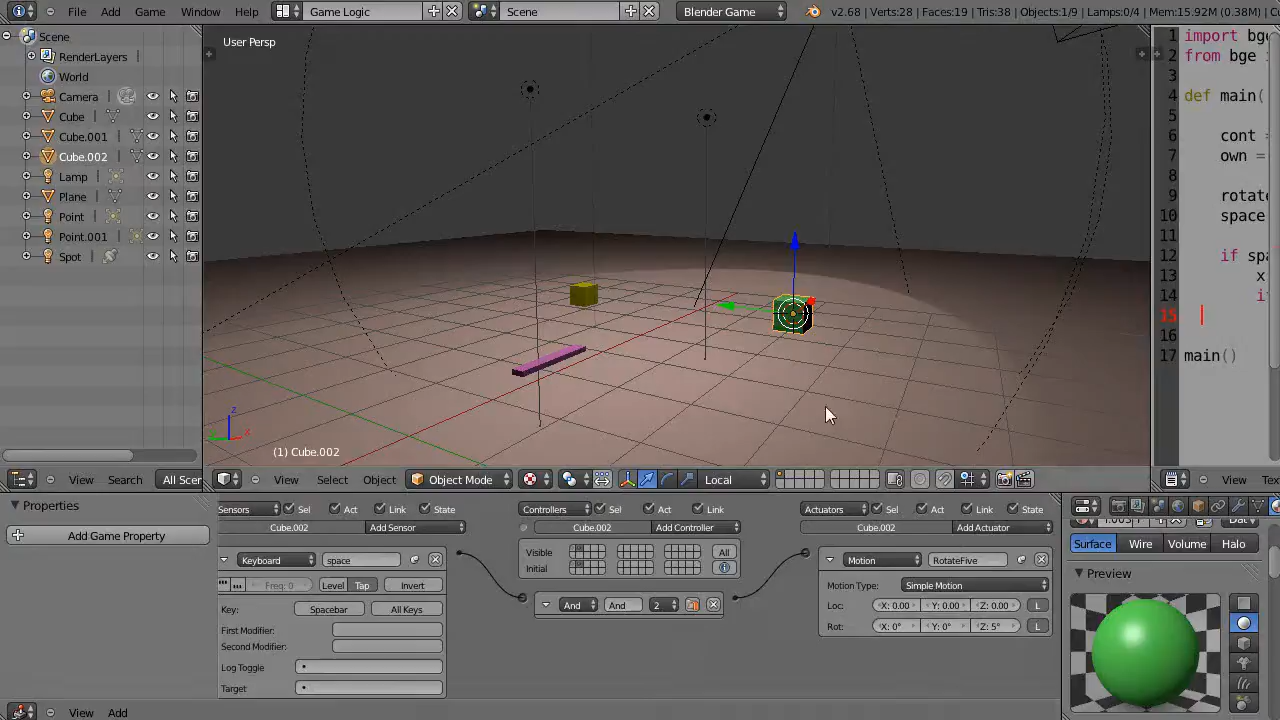 File Add Game Window Help Game Logic Scene Blender Game v2.68 | Verts:28 | Faces:19 | Tris:38 | Objects:1/9 | Lamps:0/4 | Mem:15.92M (0.38M) | C
Scene
RenderLayers
World
Camera
Cube
Cube.001
Cube.002
Lamp
Plane
Point
Point.001
Spot
User Persp
(1) Cube.002
1 import bge
2 from bge
3
4 def main(
5
6 cont =
7 own =
8
9 rotate
10 space
11
12 if spa
13 x
14 i
15
16
17 main()
View Search All Scer View Select Object Object Mode Local View Tex
Properties
Add Game Property
Sensors Sel Act Link State
Cube.002 Add Sensor
Keyboard space
Freq: 0 Level Tap Invert
Key: Spacebar All Keys
First Modifier:
Second Modifier:
Log Toggle
Target
Controllers Sel Act Link
Cube.002 Add Controller
Visible All
Initial
And And 2
Actuators Sel Act Link State
Cube.002 Add Actuator
Motion RotateFive
Motion Type: Simple Motion
Loc: X: 0.00 Y: 0.00 Z: 0.00 L
Rot: X: 0° Y: 0° Z: 5° L
Surface Wire Volume Halo
Preview
View Add